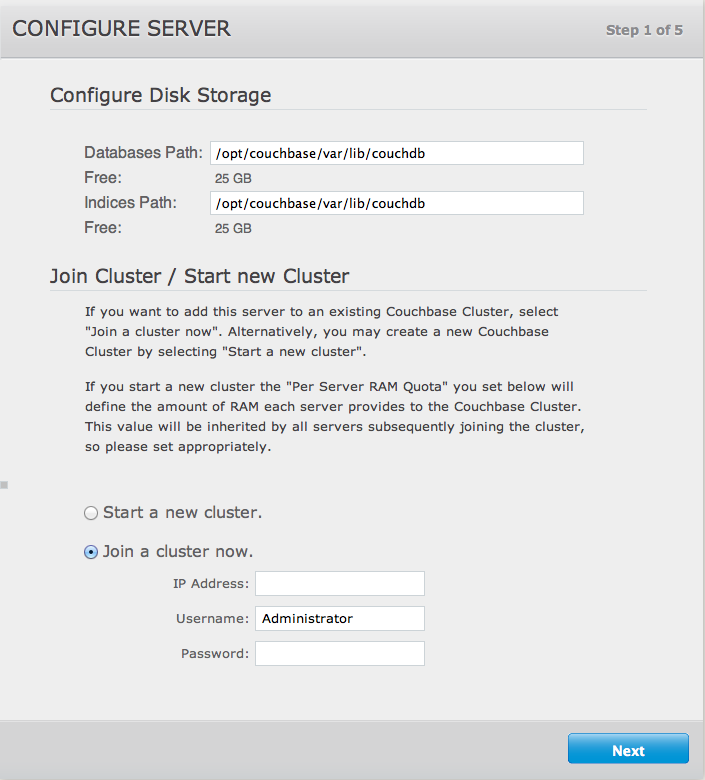 CONFIGURE SERVER
Step 1 of 5
Configure Disk Storage
Databases Path: /opt/couchbase/var/lib/couchdb
Free: 25 GB
Indices Path: /opt/couchbase/var/lib/couchdb
Free: 25 GB
Join Cluster / Start new Cluster
If you want to add this server to an existing Couchbase Cluster, select
"Join a cluster now". Alternatively, you may create a new Couchbase
Cluster by selecting "Start a new cluster".
If you start a new cluster the "Per Server RAM Quota" you set below will
define the amount of RAM each server provides to the Couchbase Cluster.
This value will be inherited by all servers subsequently joining the cluster,
so please set appropriately.
Start a new cluster.
Join a cluster now.
IP Address:
Username: Administrator
Password:
Next